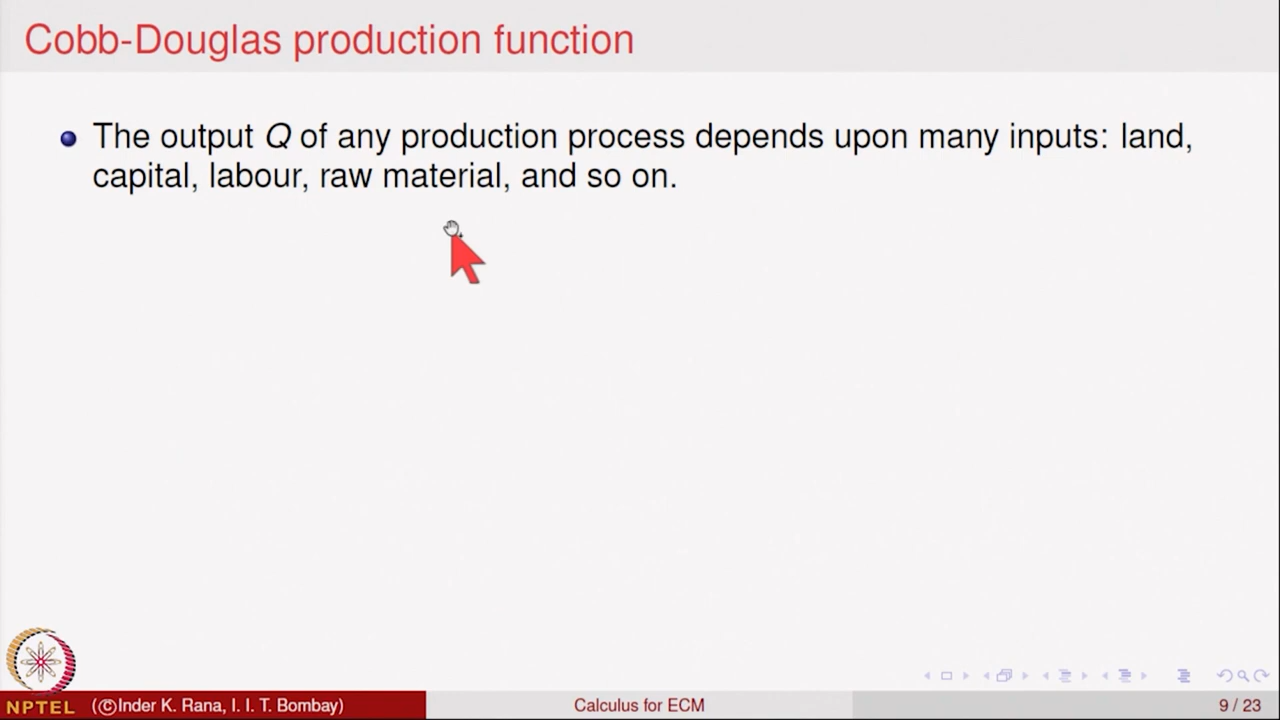 Cobb-Douglas production function
The output Q of any production process depends upon many inputs: land,
capital, labour, raw material, and so on.
NPTEL
(©Inder K. Rana, I. I. T. Bombay)
Calculus for ECM
9 / 23